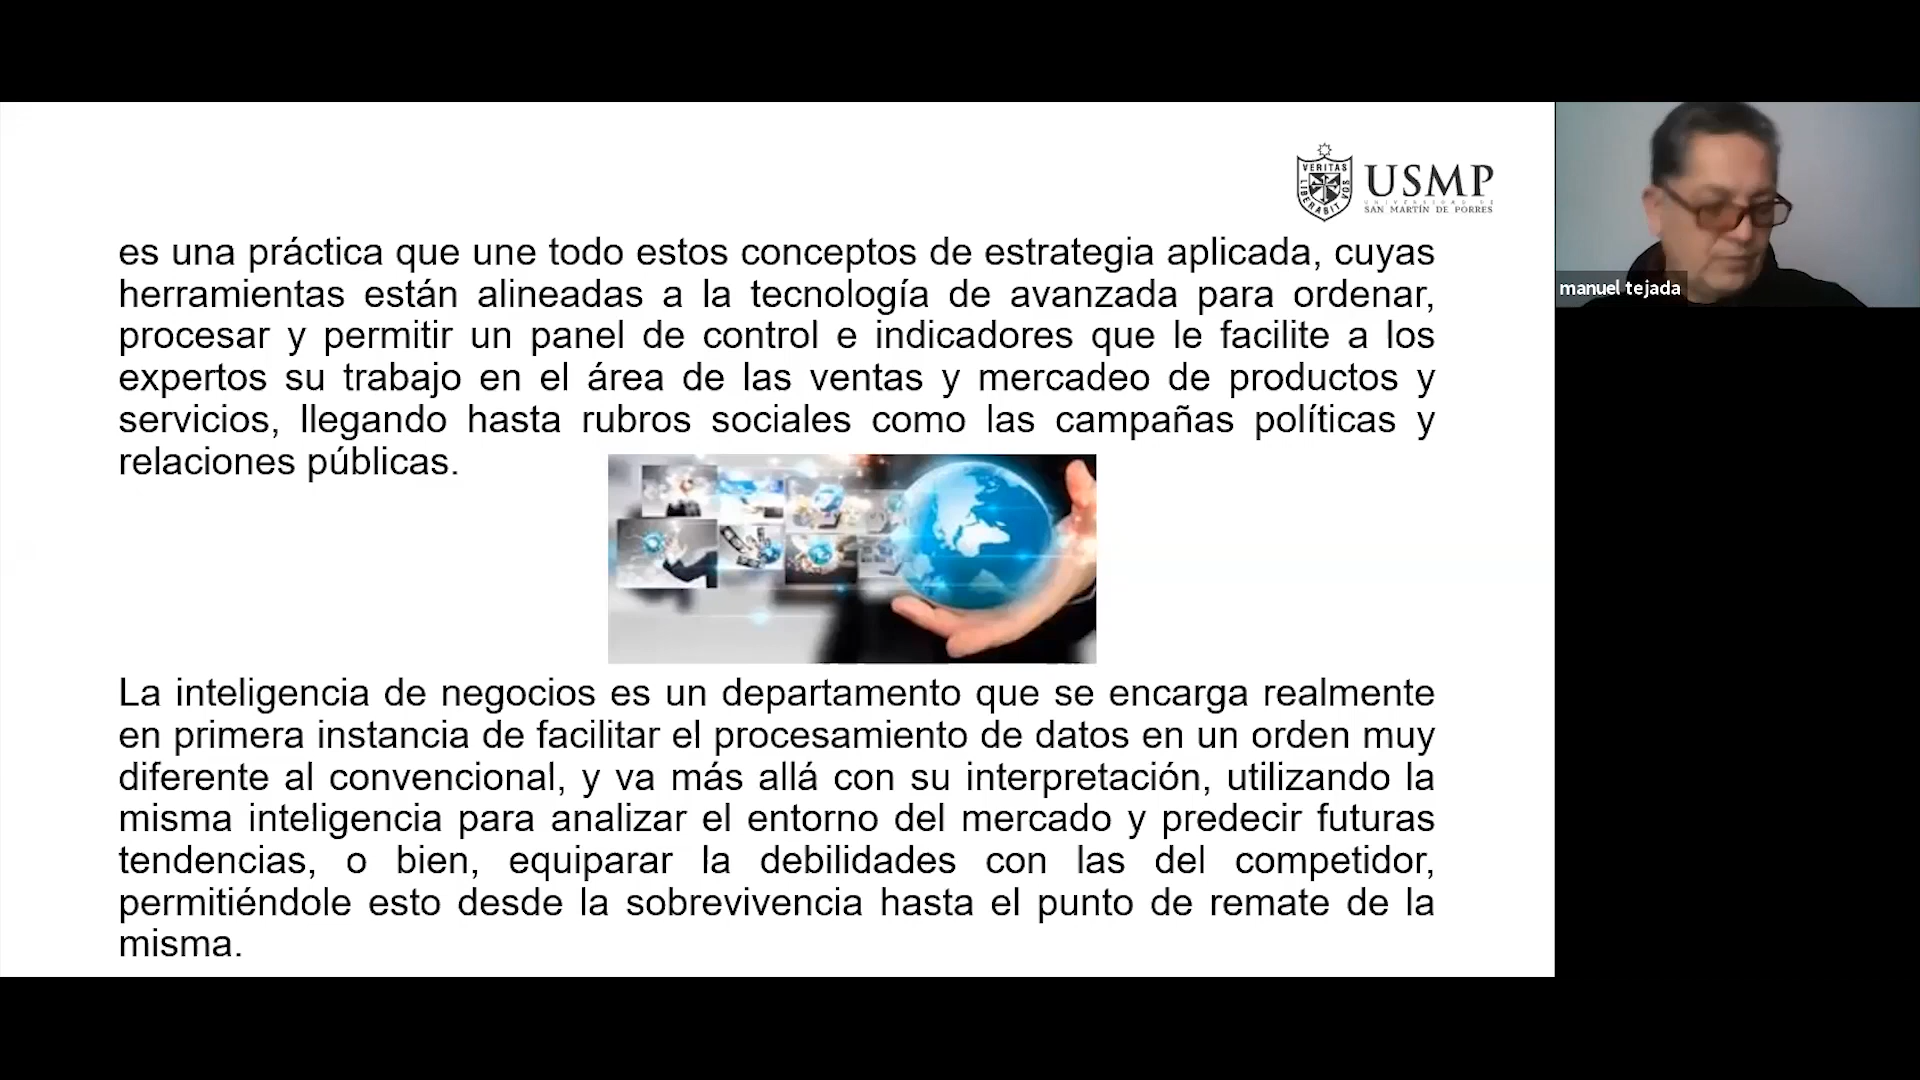 VERITAS
LIBERABIT VOS
USMP
UNIVERSIDAD DE
SAN MARTÍN DE PORRES
es una práctica que une todo estos conceptos de estrategia aplicada, cuyas
herramientas están alineadas a la tecnología de avanzada para ordenar,
procesar y permitir un panel de control e indicadores que le facilite a los
expertos su trabajo en el área de las ventas y mercadeo de productos y
servicios, llegando hasta rubros sociales como las campañas políticas y
relaciones públicas.
La inteligencia de negocios es un departamento que se encarga realmente
en primera instancia de facilitar el procesamiento de datos en un orden muy
diferente al convencional, y va más allá con su interpretación, utilizando la
misma inteligencia para analizar el entorno del mercado y predecir futuras
tendencias, o bien, equiparar la debilidades con las del competidor,
permitiéndole esto desde la sobrevivencia hasta el punto de remate de la
misma.
manuel tejada